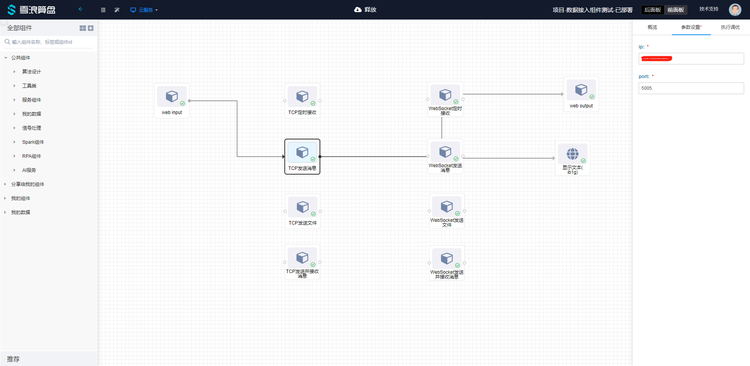 雪浪算盘
云服务
释放
项目-数据接入组件测试-已部署
后面板
前面板
技术支持
全部组件
输入组件名称、标签或组件id
公共组件
算法设计
工具类
服务组件
我的数据
信号处理
Spark组件
RPA组件
AI服务
分享给我的组件
我的组件
我的数据
推荐
web input
TCP定时接收
WebSocket定时
接收
web output
TCP发送消息
WebSocket发送
消息
显示文本(
TCP发送文件
WebSocket发送
文件
TCP发送并接收
消息
WebSocket发送
并接收消息
概览
参数设置*
执行调优
ip: *
port: *
5005